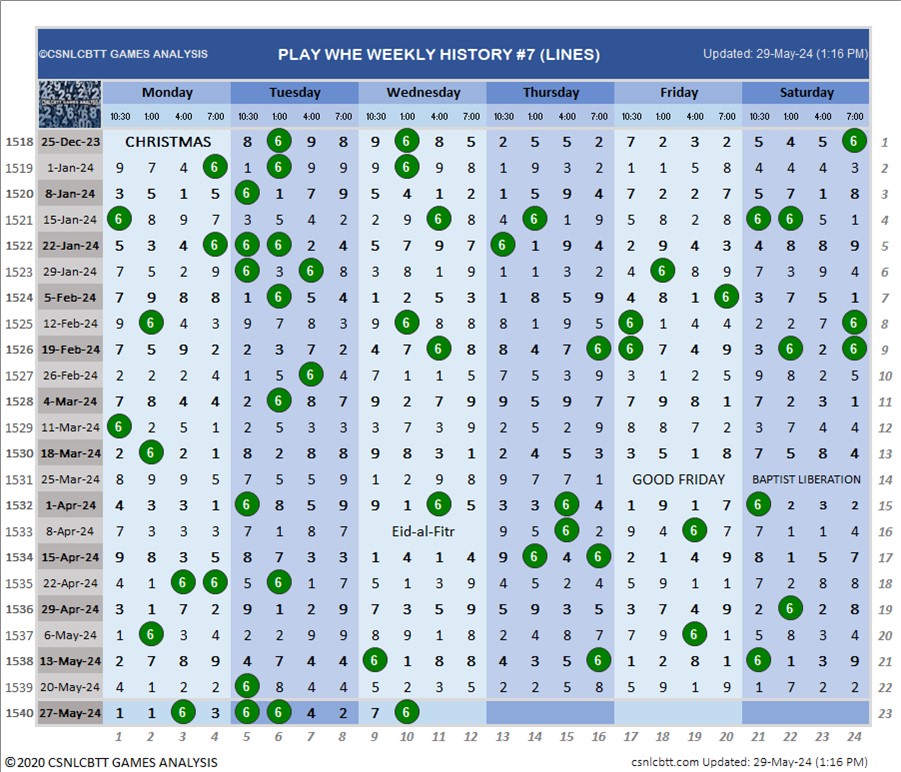 ©CSNLCBTT GAMES ANALYSIS PLAY WHE WEEKLY HISTORY #7 (LINES) Updated: 29-May-24 (1:16 PM)
Monday Tuesday Wednesday Thursday Friday Saturday
10:30 1:00 4:00 7:00 10:30 1:00 4:00 7:00 10:30 1:00 4:00 7:00 10:30 1:00 4:00 7:00 10:30 1:00 4:00 7:00 10:30 1:00 4:00 7:00
1518 25-Dec-23 CHRISTMAS 8 6 9 8 9 6 8 5 2 5 5 2 7 2 3 2 5 4 5 6 1
1519 1-Jan-24 9 7 4 6 1 6 9 9 9 6 9 8 1 9 3 2 1 1 5 8 4 4 4 3 2
1520 8-Jan-24 3 5 1 5 6 1 7 9 5 4 1 2 1 5 9 4 7 2 2 7 5 7 1 8 3
1521 15-Jan-24 6 8 9 7 3 5 4 2 2 9 6 8 4 6 1 9 5 8 2 8 6 6 5 1 4
1522 22-Jan-24 5 3 4 6 6 6 2 4 5 7 9 7 6 1 9 4 2 9 4 3 4 8 8 9 5
1523 29-Jan-24 7 5 2 9 6 3 6 8 3 8 1 9 1 1 3 2 4 6 8 9 7 3 9 4 6
1524 5-Feb-24 7 9 8 8 1 6 5 4 1 2 5 3 1 8 5 9 4 8 1 6 3 7 5 1 7
1525 12-Feb-24 9 6 4 3 9 7 8 3 9 6 8 8 8 1 9 5 6 1 4 4 2 2 7 6 8
1526 19-Feb-24 7 5 9 2 2 3 7 2 4 7 6 8 8 4 7 6 6 7 4 9 3 6 2 6 9
1527 26-Feb-24 2 2 2 4 1 5 6 4 7 1 1 5 7 5 3 9 3 1 2 5 9 8 2 5 10
1528 4-Mar-24 7 8 4 4 2 6 8 7 9 2 7 9 9 5 9 7 7 9 8 1 7 2 3 1 11
1529 11-Mar-24 6 2 5 1 2 5 3 3 3 7 3 9 5 2 9 2 8 8 7 2 3 7 4 4 12
1530 18-Mar-24 2 6 2 1 8 2 8 8 9 8 3 1 2 4 5 3 3 5 1 8 7 5 8 4 13
1531 25-Mar-24 8 9 9 5 7 5 5 9 1 2 9 8 9 7 7 1 GOOD FRIDAY BAPTIST LIBERATION 14
1532 1-Apr-24 4 3 3 1 6 8 5 9 9 1 6 5 3 3 6 4 1 9 1 7 6 2 3 2 15
1533 8-Apr-24 7 3 3 3 7 1 8 7 Eid-al-Fitr 9 5 6 2 9 4 6 9 7 1 1 4 16
1534 15-Apr-24 9 8 3 5 8 7 3 3 1 4 1 4 9 6 4 6 2 1 4 9 8 1 5 7 17
1535 22-Apr-24 4 1 6 6 5 6 1 7 5 1 3 9 4 5 2 4 5 9 1 1 7 2 8 8 18
1536 29-Apr-24 3 1 7 2 9 1 2 9 7 3 5 9 5 9 3 5 3 7 4 9 2 6 2 8 19
1537 6-May-24 1 6 3 4 2 2 9 9 8 9 1 8 2 4 8 7 7 9 6 1 5 8 3 4 20
1538 13-May-24 2 7 8 9 4 7 4 4 6 1 8 8 4 3 5 6 1 2 8 1 6 1 3 9 21
1539 20-May-24 4 1 2 2 6 8 4 4 5 2 3 5 2 2 5 8 5 9 1 9 1 7 2 2 22
1540 27-May-24 1 1 6 3 6 6 4 2 7 6 23
1 2 3 4 5 6 7 8 9 10 11 12 13 14 15 16 17 18 19 20 21 22 23 24
©2020 CSNLCBTT GAMES ANALYSIS csnlcbtt.com Updated: 29-May-24 (1:16 PM)